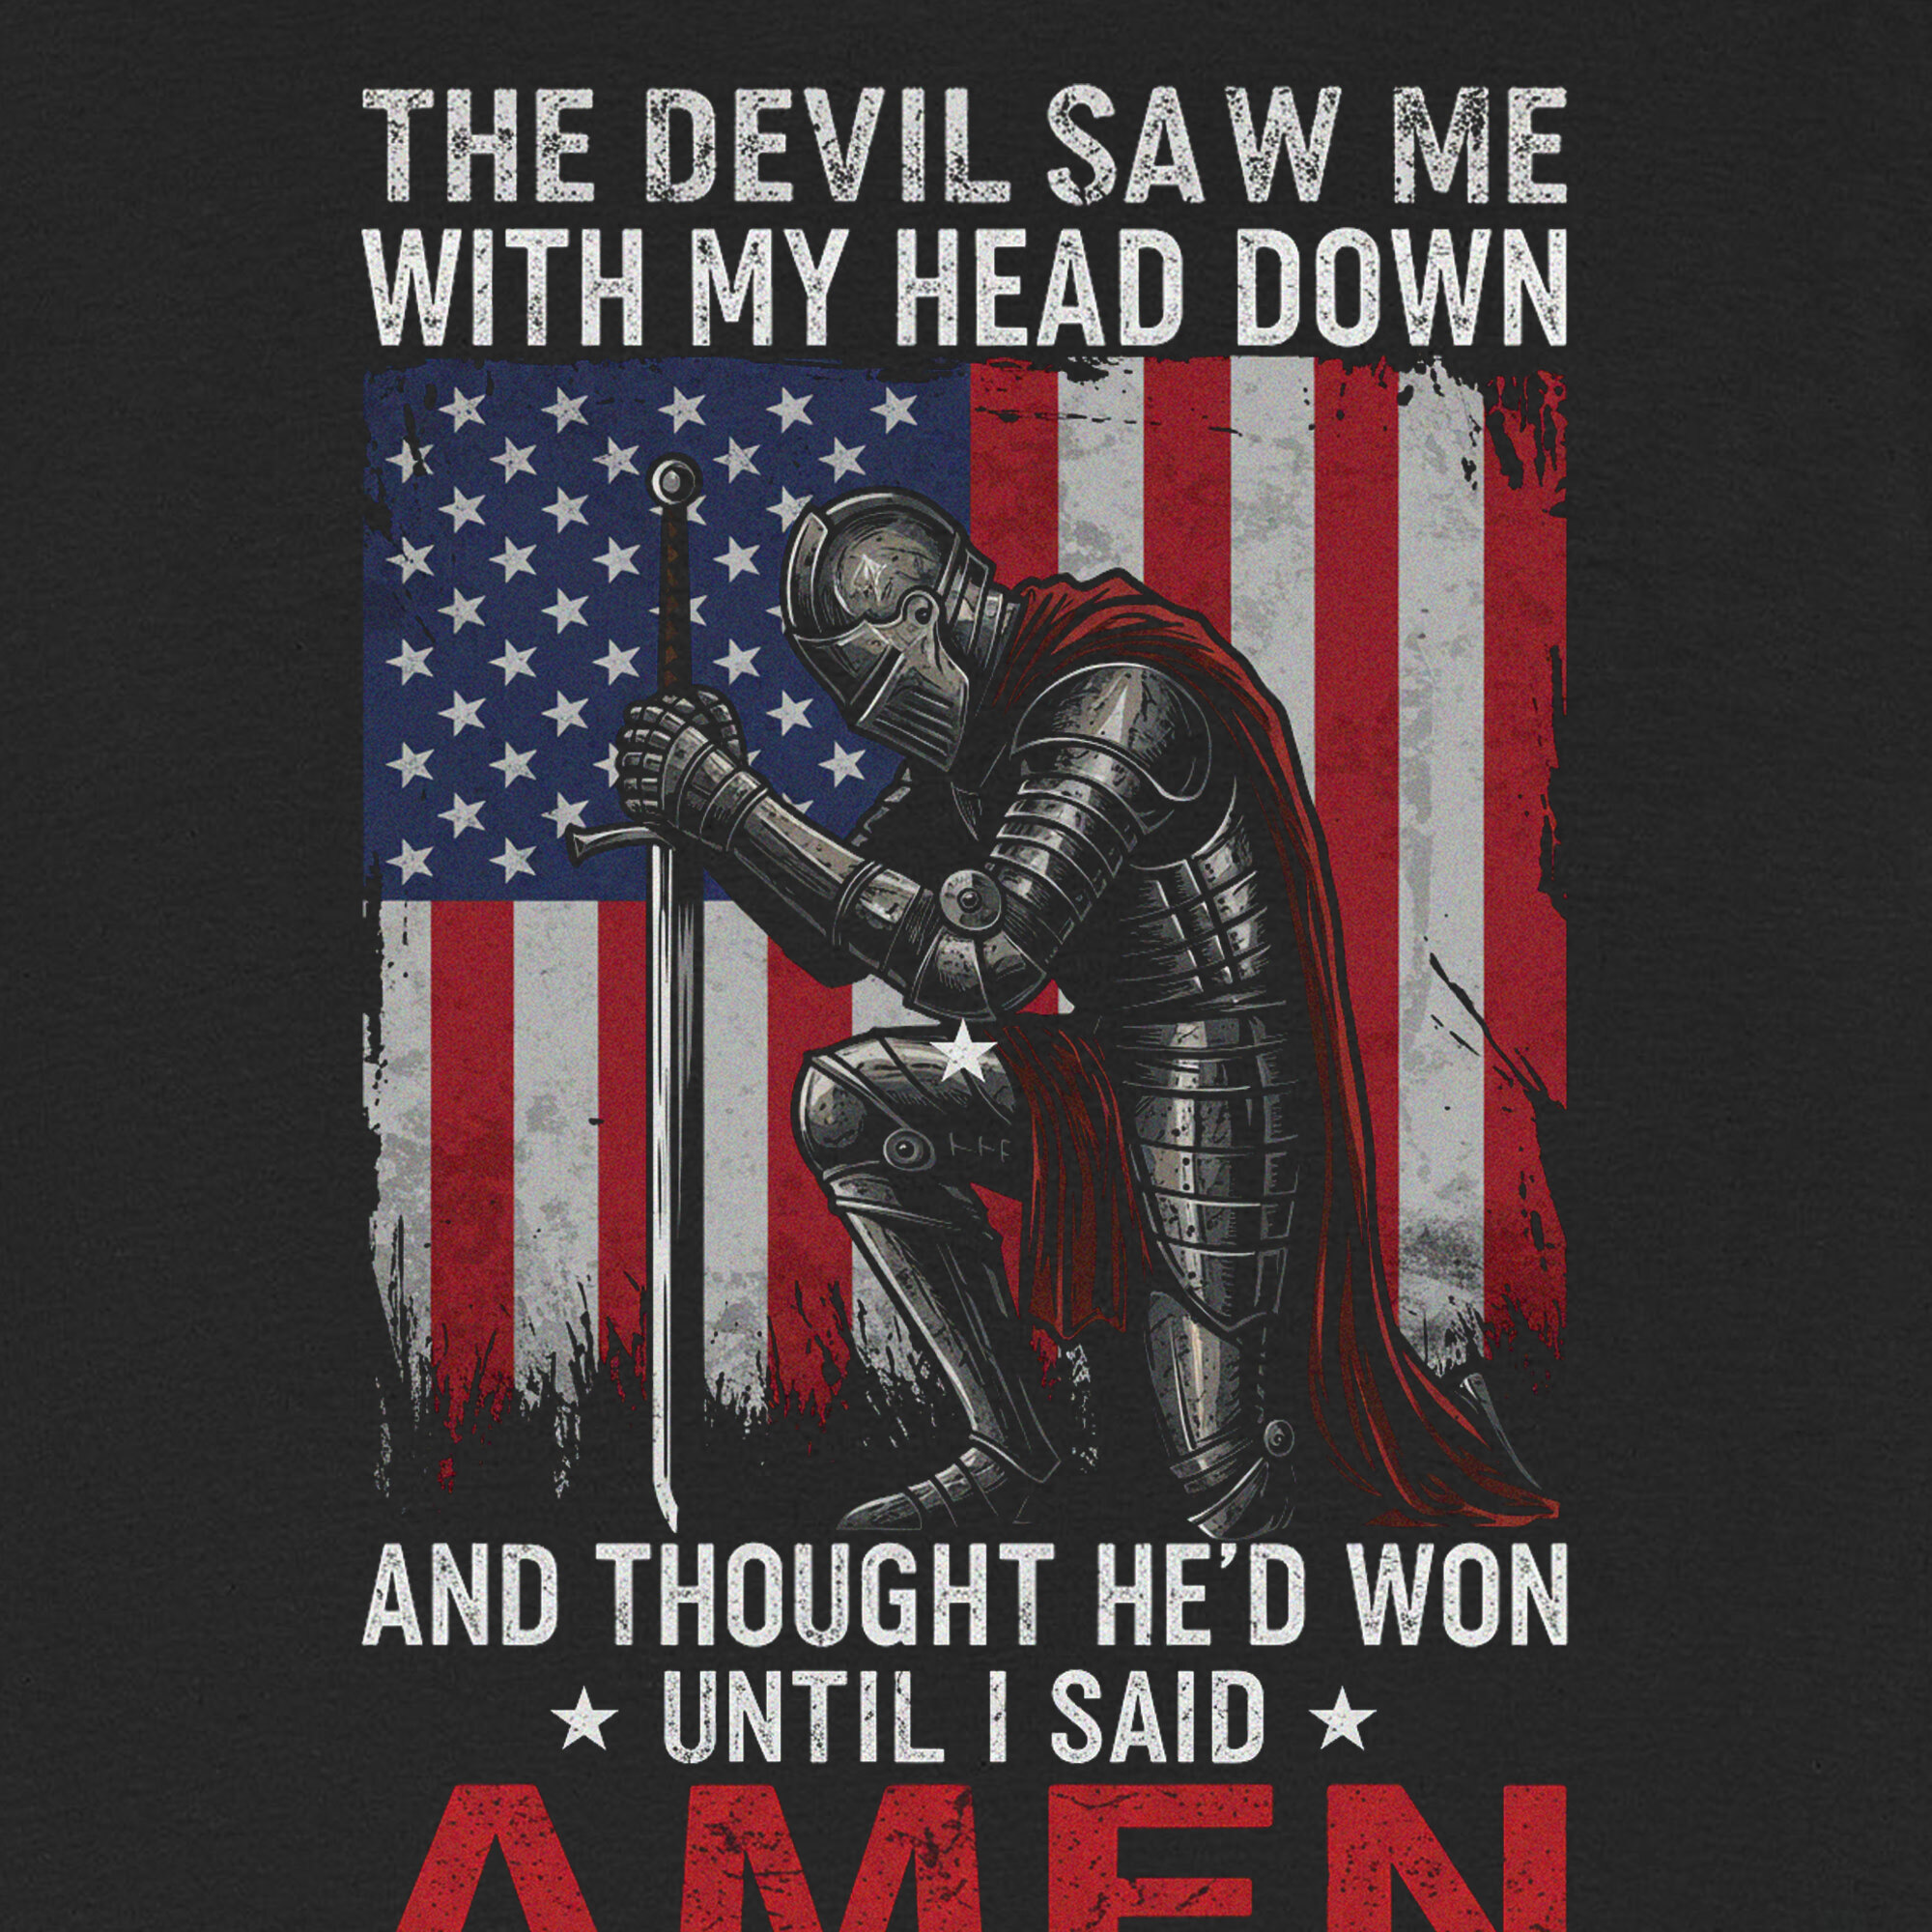 THE DEVIL SAW ME
WITH MY HEAD DOWN
AND THOUGHT HE'D WON
UNTIL I SAID
AMEN